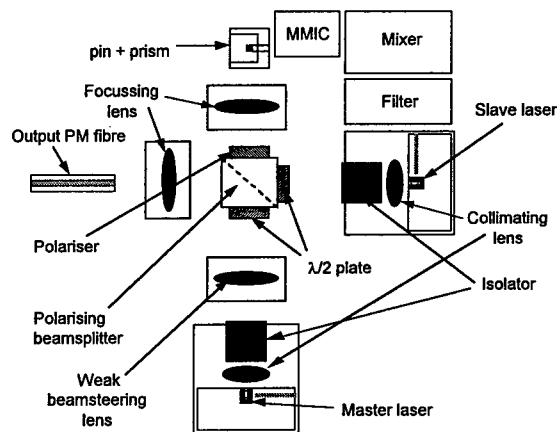 pin + prism
MMIC
Mixer
Focussing
lens
Filter
Slave laser
Output PM fibre
Collimating
lens
Polariser
λ/2 plate
Isolator
Polarising
beamsplitter
Weak
beamsteering
lens
Master laser